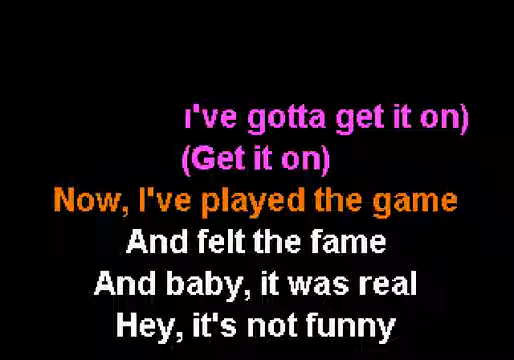 I've gotta get it on)
(Get it on)
Now, I've played the game
And felt the fame
And baby, it was real
Hey, it's not funny